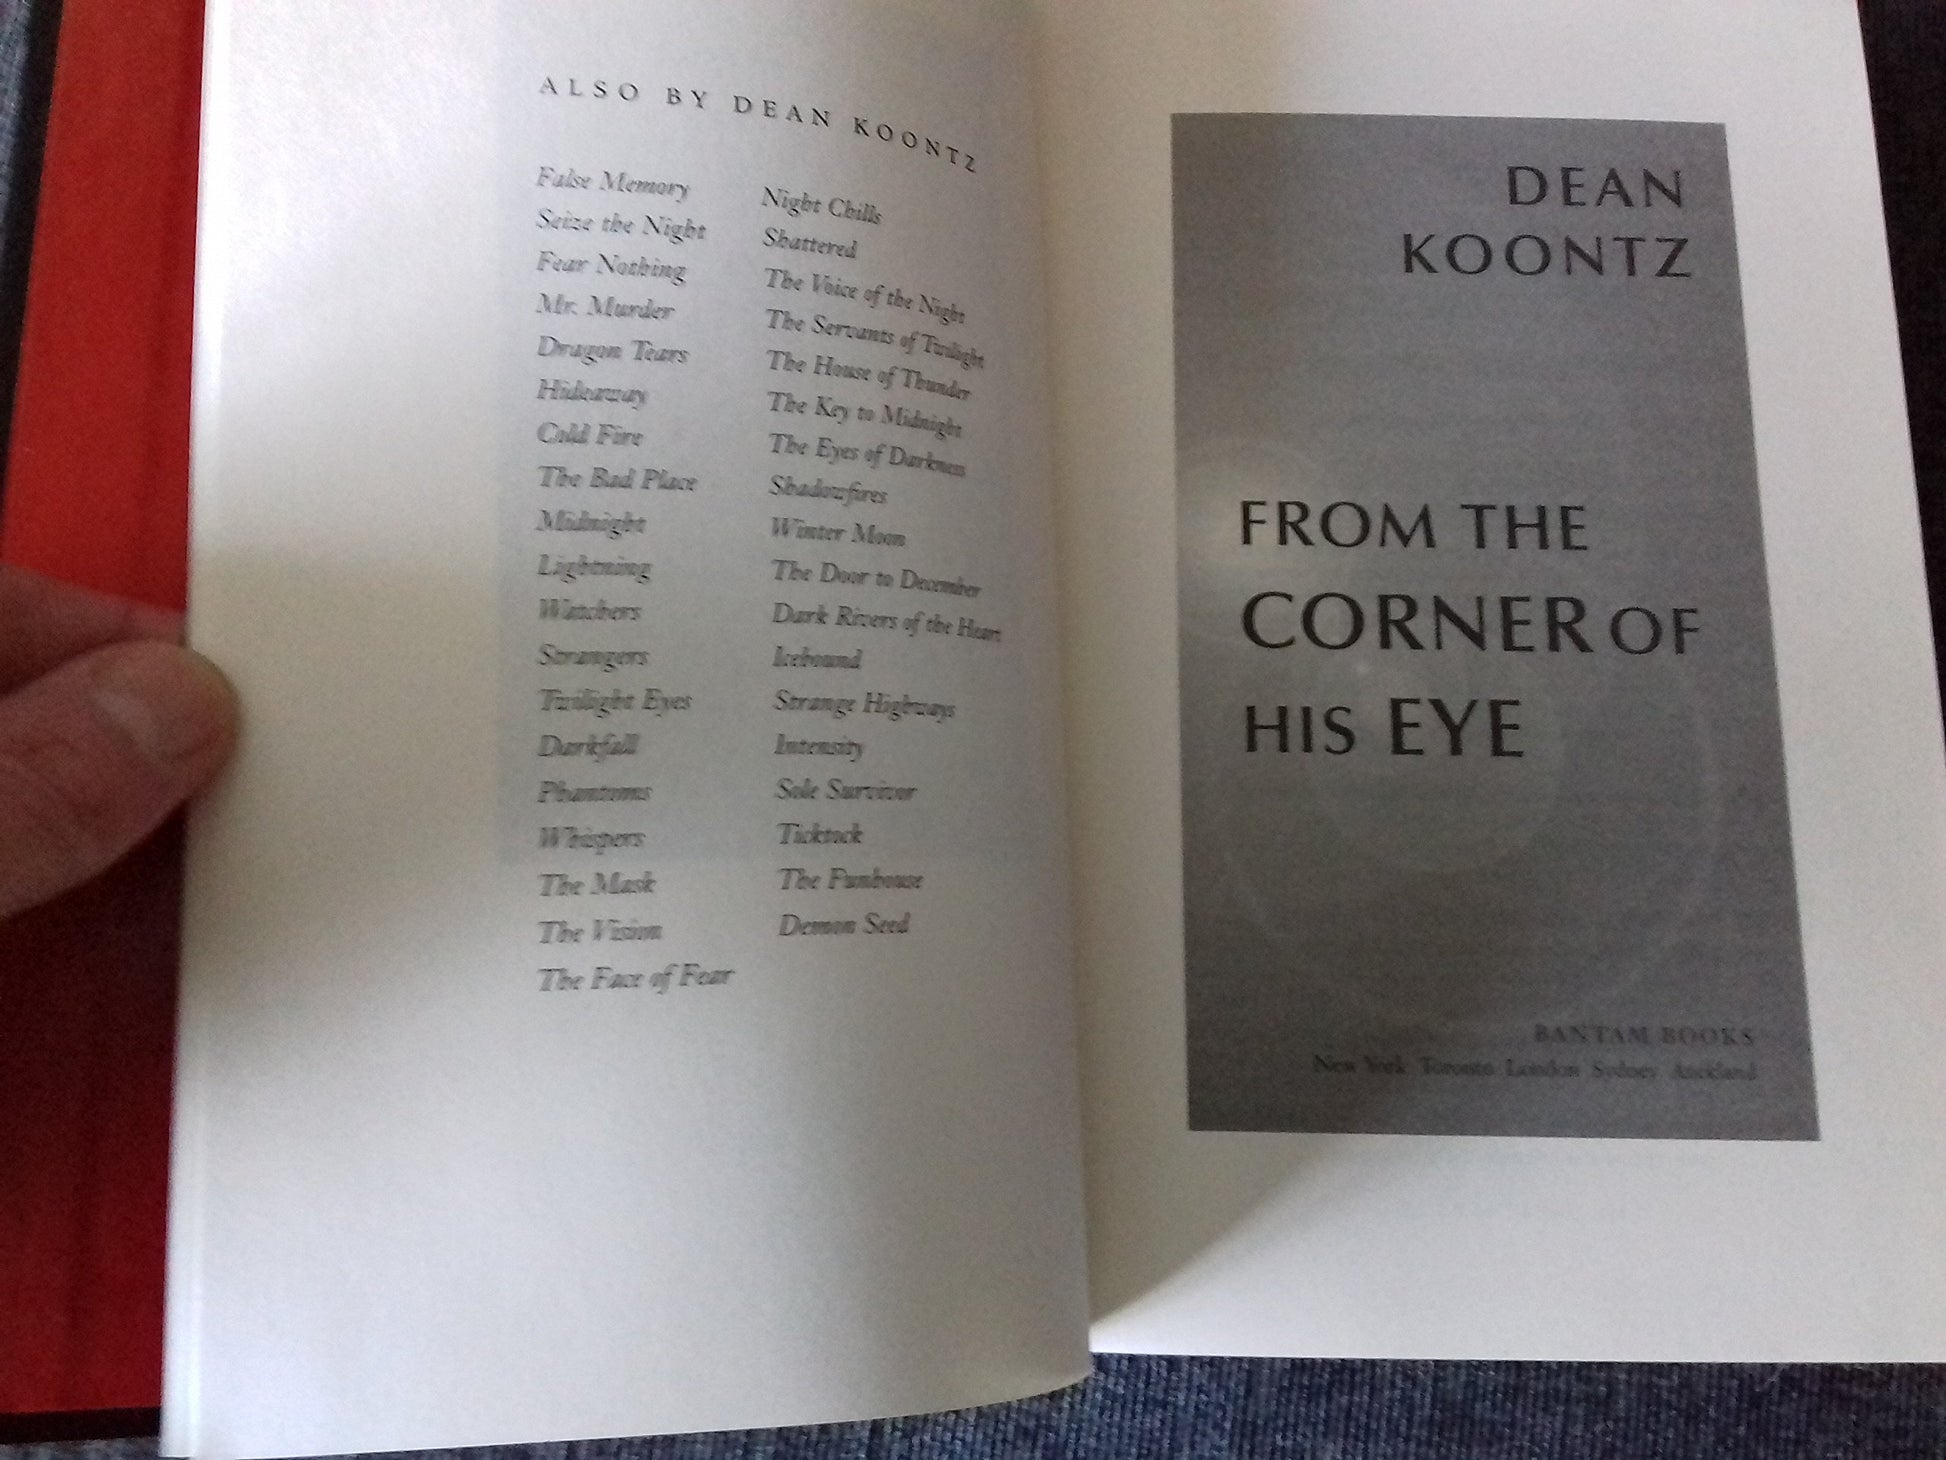 ALSO BY DEAN KOONTZ
False Memory
Seize the Night
Fear Nothing
Mr. Murder
Dragon Tears
Hideaway
Cold Fire
The Bad Place
Midnight
Lightning
Watchers
Strangers
Twilight Eyes
Darkfall
Phantoms
Whispers
The Mask
The Vision
The Face of Fear
Night Chills
Shattered
The Voice of the Night
The Servants of Twilight
The House of Thunder
The Key to Midnight
The Eyes of Darkness
Shadowfires
Winter Moon
The Door to December
Dark Rivers of the Heart
Icebound
Strange Highways
Intensity
Sole Survivor
Ticktock
The Funhouse
Demon Seed
DEAN
KOONTZ
FROM THE
CORNER OF
HIS EYE
BANTAM BOOKS
New York Toronto London Sydney Auckland